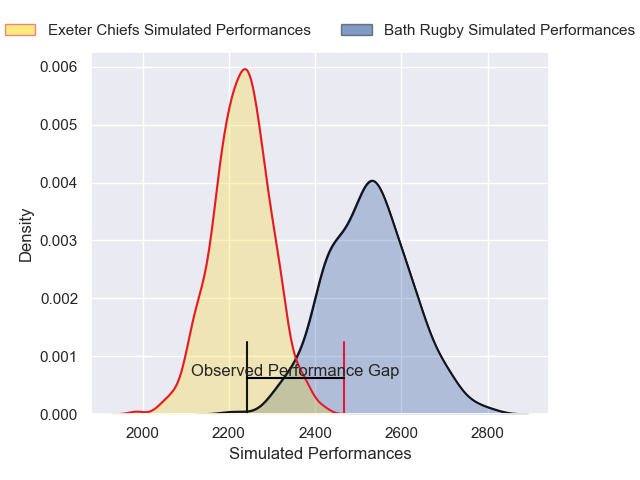 Exeter Chiefs Simulated Performances
Bath Rugby Simulated Performances
0.006
0.005
0.004
0.003
0.002
0.001
0.000
Density
Observed Performance Gap
2000 2200 2400 2600 2800
Simulated Performances